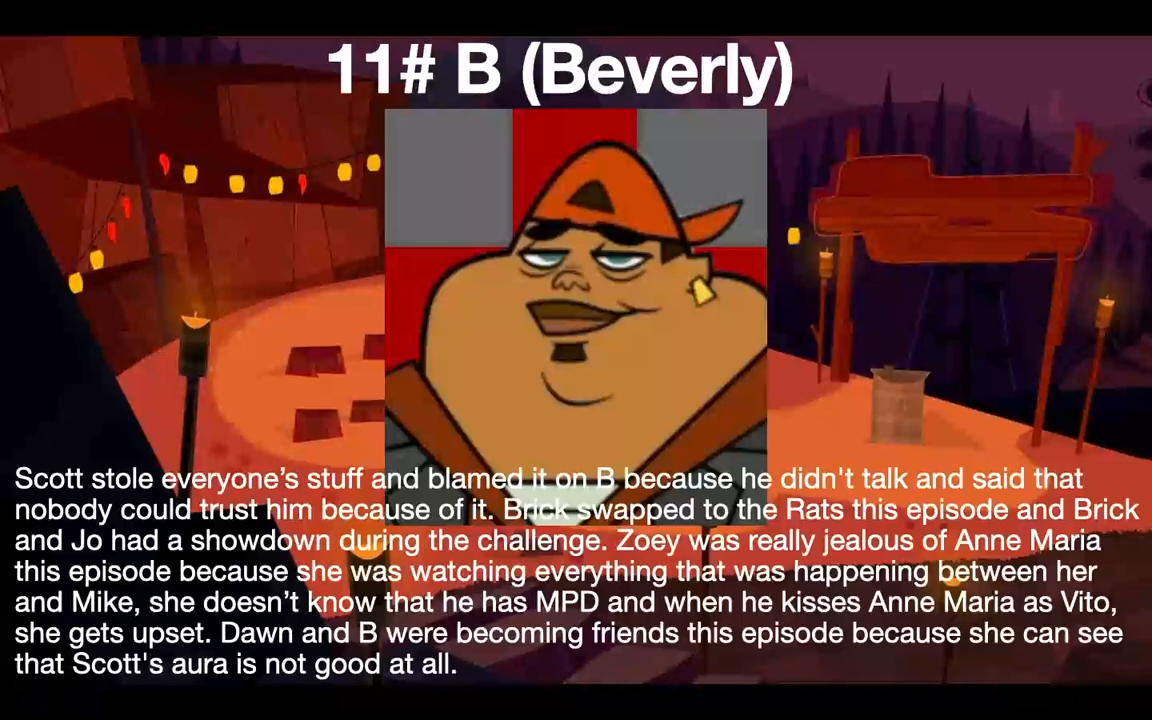 11# B (Beverly)
Scott stole everyone’s stuff and blamed it on B because he didn't talk and said that
nobody could trust him because of it. Brick swapped to the Rats this episode and Brick
and Jo had a showdown during the challenge. Zoey was really jealous of Anne Maria
this episode because she was watching everything that was happening between her
and Mike, she doesn’t know that he has MPD and when he kisses Anne Maria as Vito,
she gets upset. Dawn and B were becoming friends this episode because she can see
that Scott's aura is not good at all.